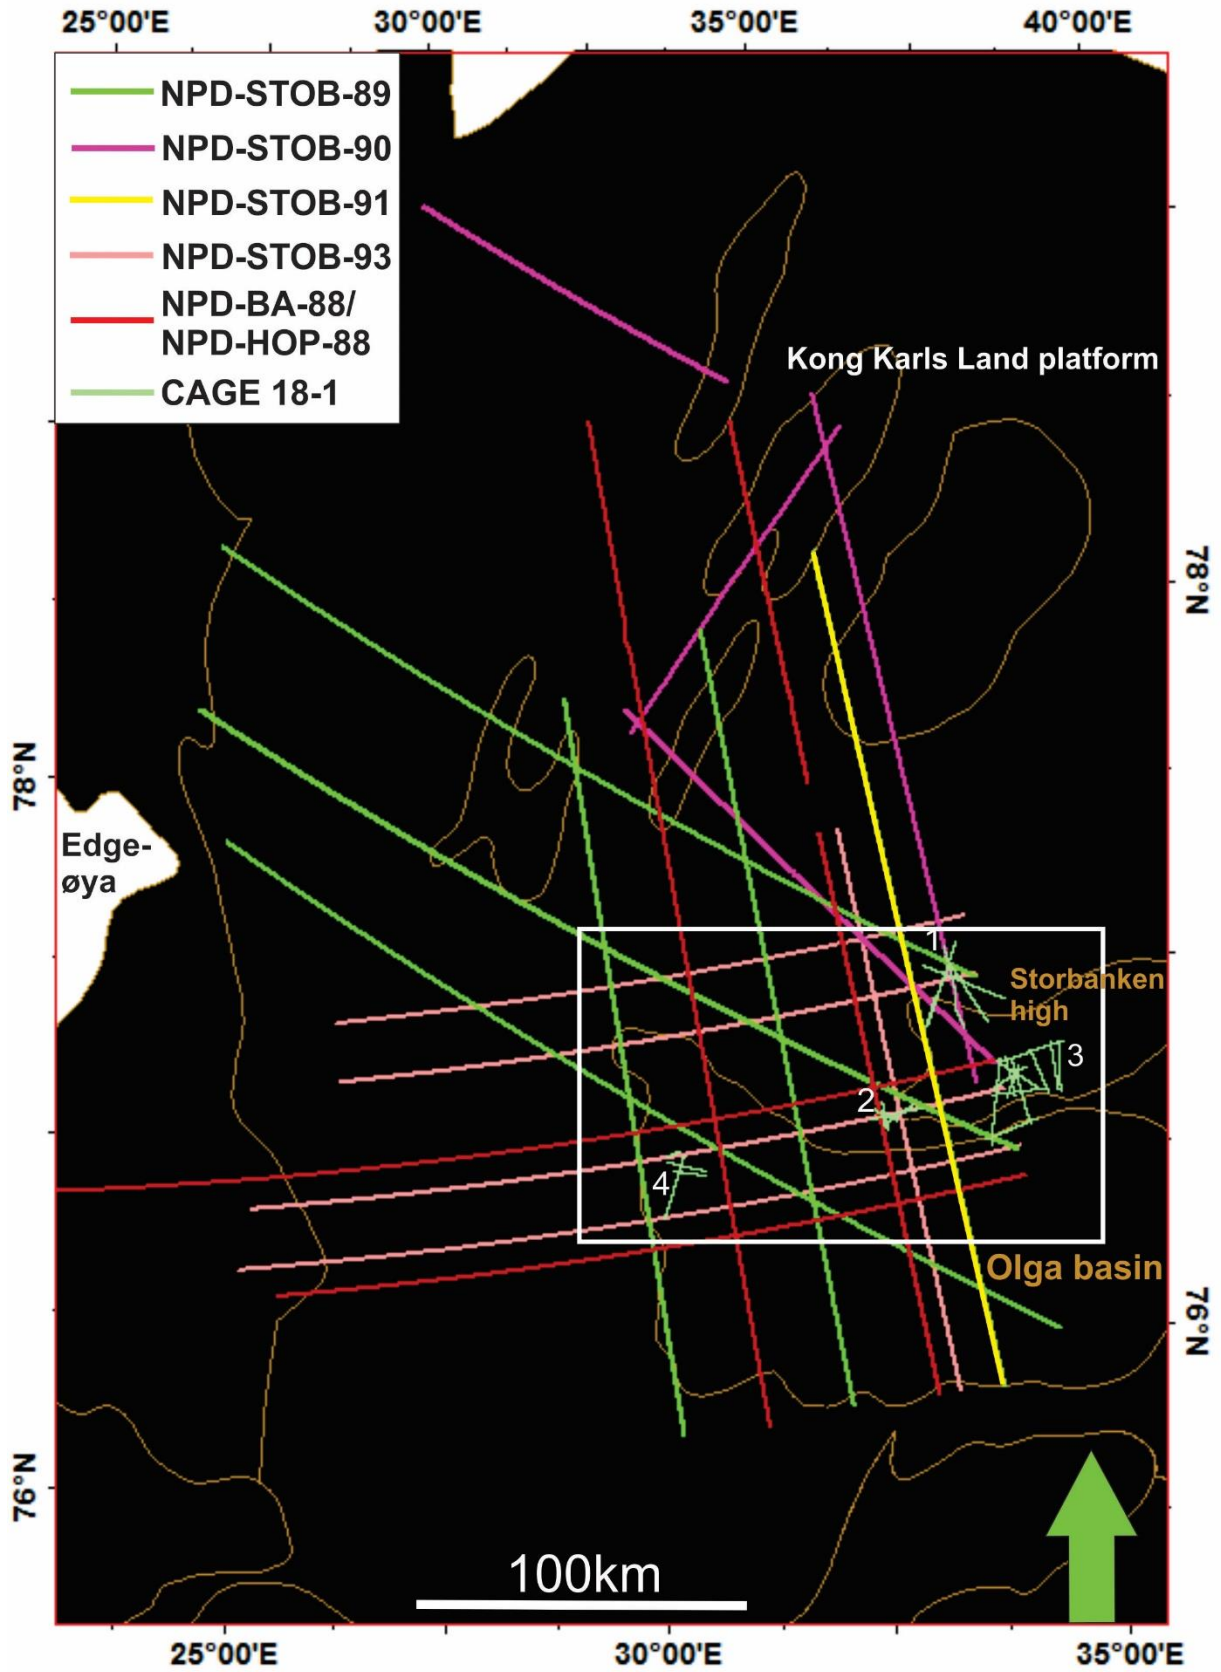 25°00'E 30°00'E 35°00'E 40°00'E
NPD-STOB-89
NPD-STOB-90
NPD-STOB-91
NPD-STOB-93
NPD-BA-88/
NPD-HOP-88
CAGE 18-1
Kong Karls Land platform
78°N
78°N
Edge-
øya
1
Storbanken
high
3
2
4
Olga basin
76°N
76°N
100km
25°00'E 30°00'E 35°00'E